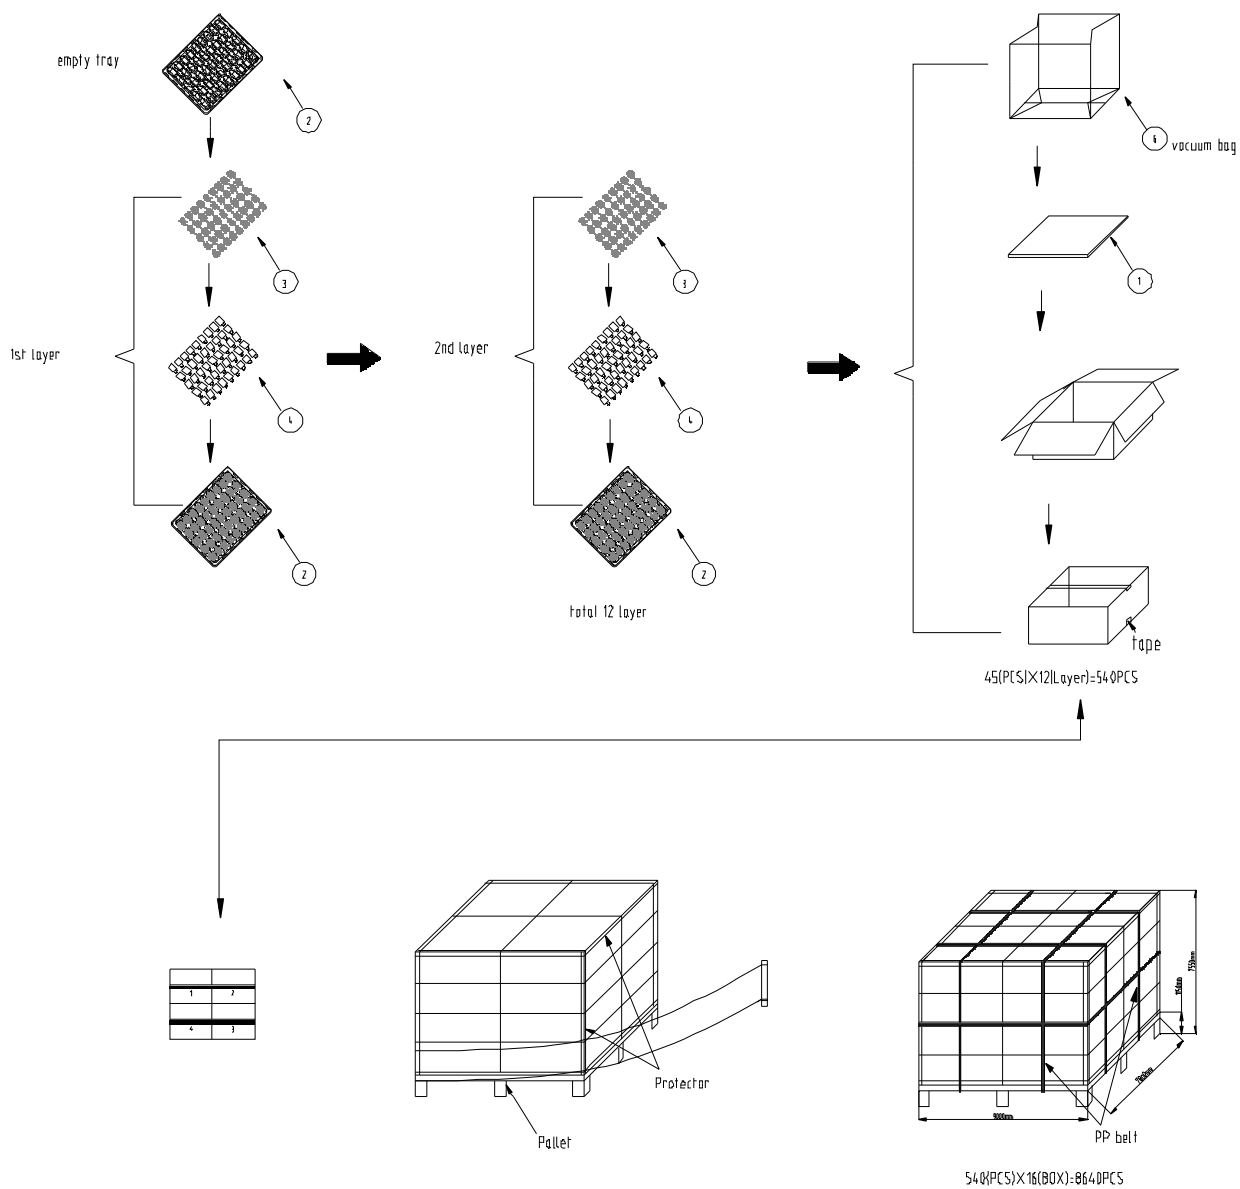 empty tray
2
6
vacuum bag
3
3
1
1st layer
2nd layer
4
4
2
2
total 12 layer
tape
45(PCS)X12(Layer)=540PCS
1 2
4 3
Protector
Pallet
PP belt
540(PCS)X16(BOX)=8640PCS